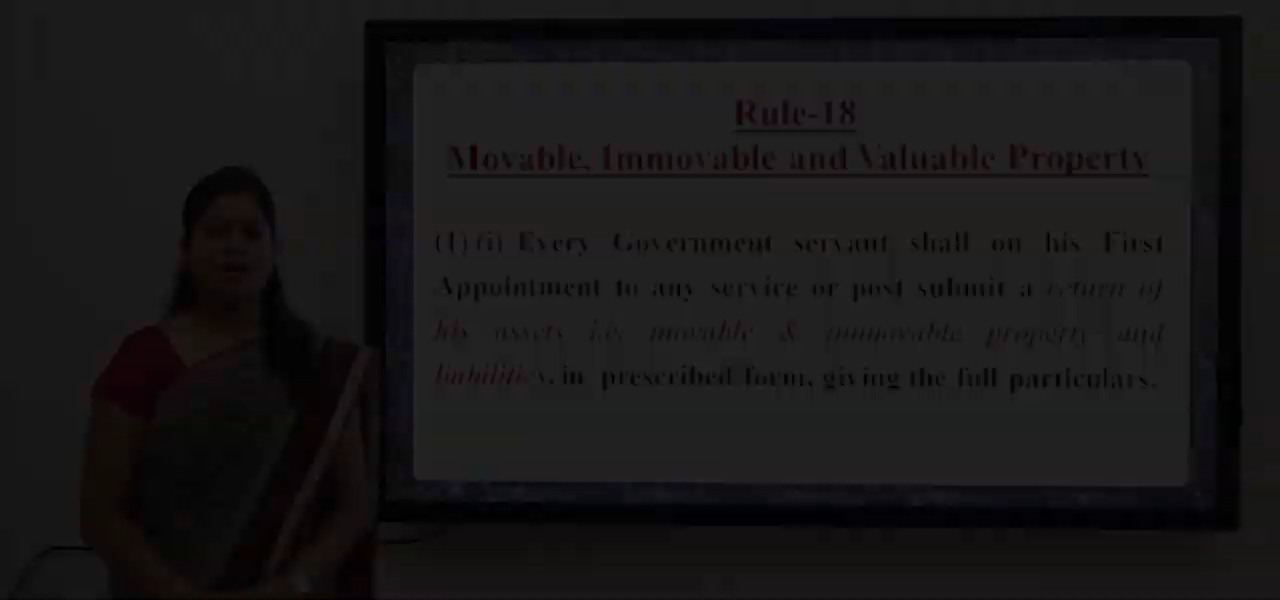 Rule-18
Movable, Immovable and Valuable Property
(1) (i) Every Government servant shall on his First
Appointment to any service or post submit a return of
his assets i.e. movable & immovable property and
liabilities, in prescribed form, giving the full particulars.